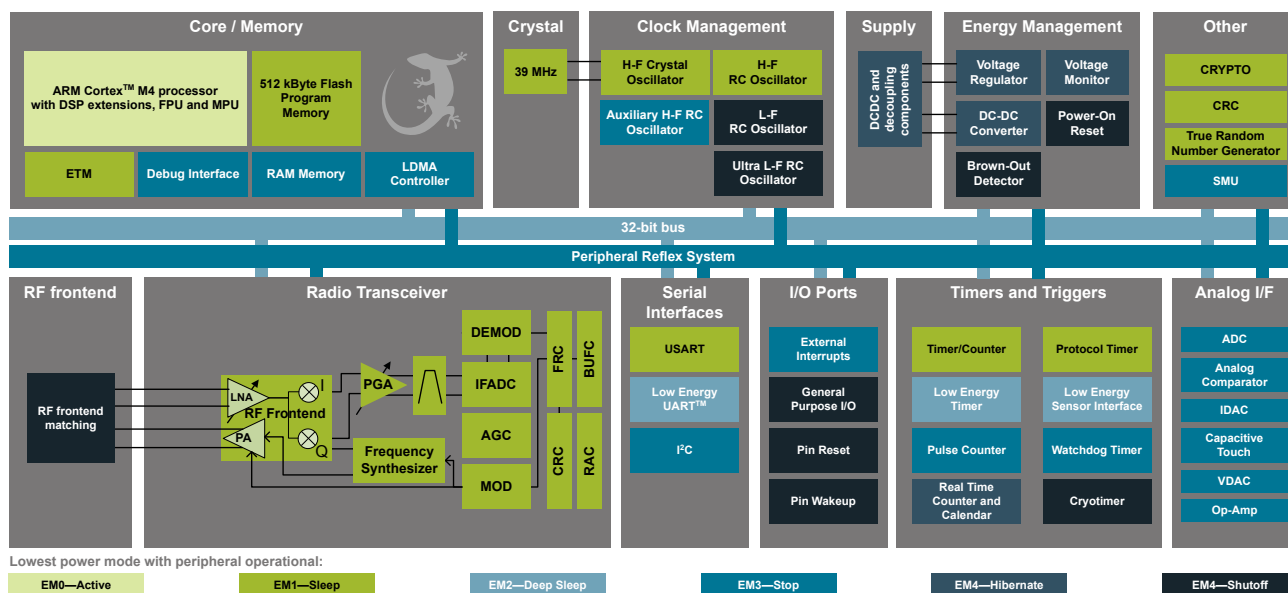 Core / Memory
ARM Cortex™ M4 processor
with DSP extensions, FPU and MPU
512 kByte Flash
Program
Memory
ETM
Debug Interface
RAM Memory
LDMA
Controller
Crystal
39 MHz
Clock Management
H-F Crystal
Oscillator
H-F
RC Oscillator
Auxiliary H-F RC
Oscillator
L-F
RC Oscillator
Ultra L-F RC
Oscillator
Supply
DCDC and
decoupling
components
Energy Management
Voltage
Regulator
Voltage
Monitor
DC-DC
Converter
Power-On
Reset
Brown-Out
Detector
Other
CRYPTO
CRC
True Random
Number Generator
SMU
32-bit bus
Peripheral Reflex System
RF frontend
RF frontend
matching
Radio Transceiver
LNA
RF Frontend
PA
I
Q
PGA
Frequency
Synthesizer
DEMOD
IFADC
AGC
MOD
FRC
BUFC
CRC
RAC
Serial
Interfaces
USART
Low Energy
UART™
I²C
I/O Ports
External
Interrupts
General
Purpose I/O
Pin Reset
Pin Wakeup
Timers and Triggers
Timer/Counter
Protocol Timer
Low Energy
Timer
Low Energy
Sensor Interface
Pulse Counter
Watchdog Timer
Real Time
Counter and
Calendar
Cryotimer
Analog I/F
ADC
Analog
Comparator
IDAC
Capacitive
Touch
VDAC
Op-Amp
Lowest power mode with peripheral operational:
EM0—Active
EM1—Sleep
EM2—Deep Sleep
EM3—Stop
EM4—Hibernate
EM4—Shutoff